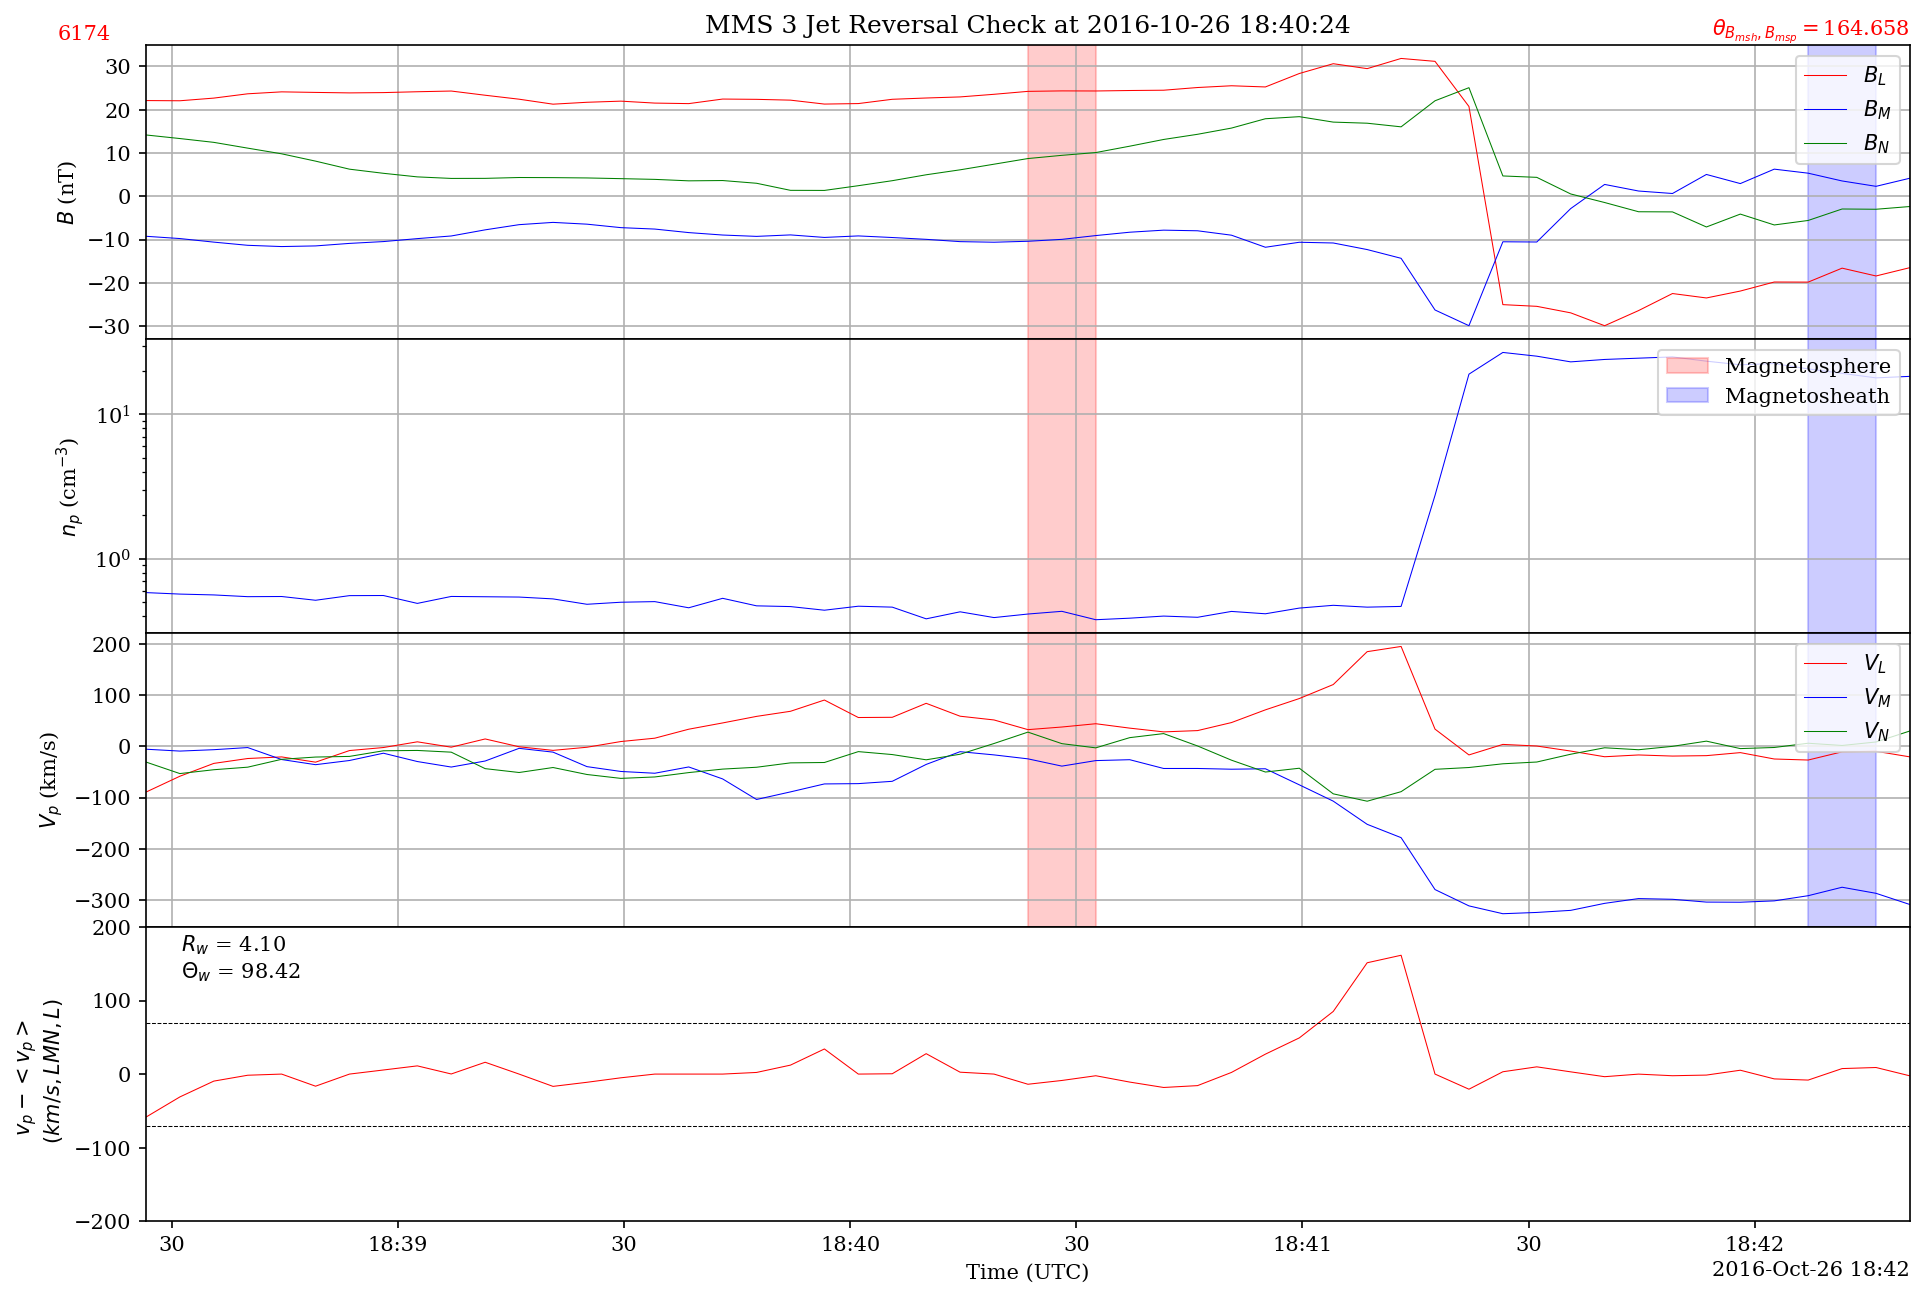 6174
MMS 3 Jet Reversal Check at 2016-10-26 18:40:24
θ_{B_{msh}, B_{msp}} = 164.658
30
20
10
0
−10
−20
−30
B (nT)
B_L
B_M
B_N
10^1
10^0
n_p (cm^{−3})
Magnetosphere
Magnetosheath
200
100
0
−100
−200
−300
V_p (km/s)
V_L
V_M
V_N
200
100
0
−100
−200
v_p − < v_p >
(km/s, LMN, L)
R_w = 4.10
Θ_w = 98.42
30
18:39
30
18:40
30
18:41
30
18:42
Time (UTC)
2016-Oct-26 18:42